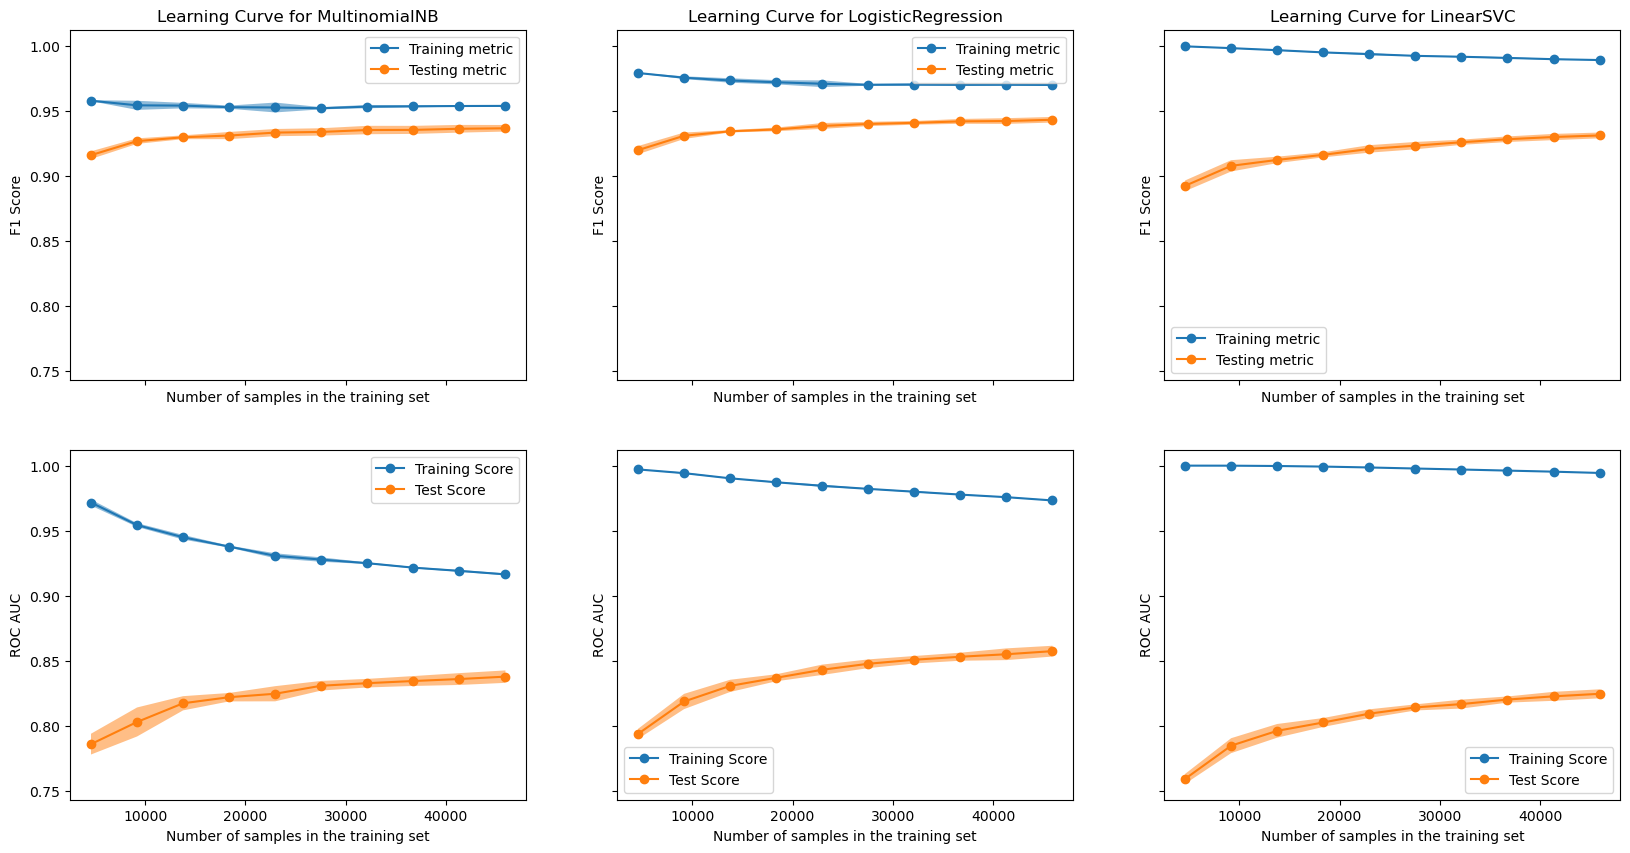 Learning Curve for MultinomialNB
Learning Curve for LogisticRegression
Learning Curve for LinearSVC
1.00
0.95
0.90
0.85
0.80
0.75
F1 Score
Training metric
Testing metric
Number of samples in the training set
F1 Score
Training metric
Testing metric
Number of samples in the training set
F1 Score
Training metric
Testing metric
Number of samples in the training set
1.00
0.95
0.90
0.85
0.80
0.75
ROC AUC
Training Score
Test Score
10000
20000
30000
40000
Number of samples in the training set
ROC AUC
Training Score
Test Score
10000
20000
30000
40000
Number of samples in the training set
ROC AUC
Training Score
Test Score
10000
20000
30000
40000
Number of samples in the training set